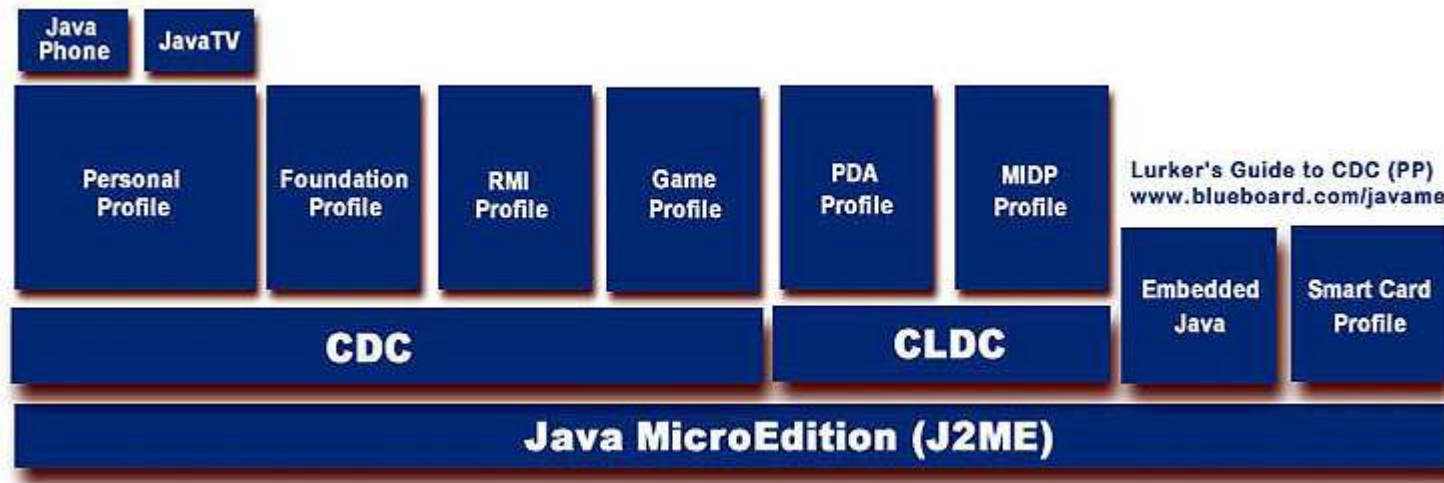 Java
Phone
JavaTV
Personal
Profile
Foundation
Profile
RMI
Profile
Game
Profile
PDA
Profile
MIDP
Profile
Lurker's Guide to CDC (PP)
www.blueboard.com/javame
Embedded
Java
Smart Card
Profile
CDC
CLDC
Java MicroEdition (J2ME)